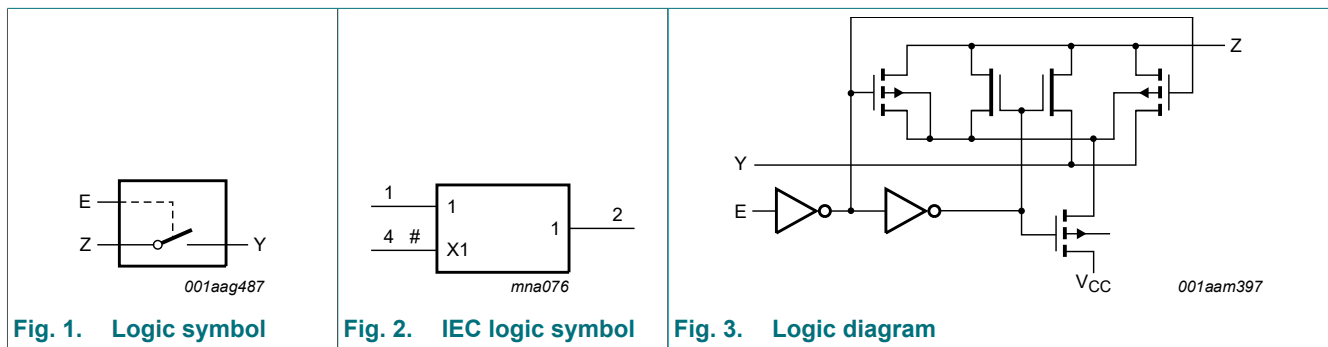 E
Z
Y
001aag487
Fig. 1. Logic symbol
1
4 #
1
X1
1
2
mna076
Fig. 2. IEC logic symbol
Z
Y
E
VCC
001aam397
Fig. 3. Logic diagram